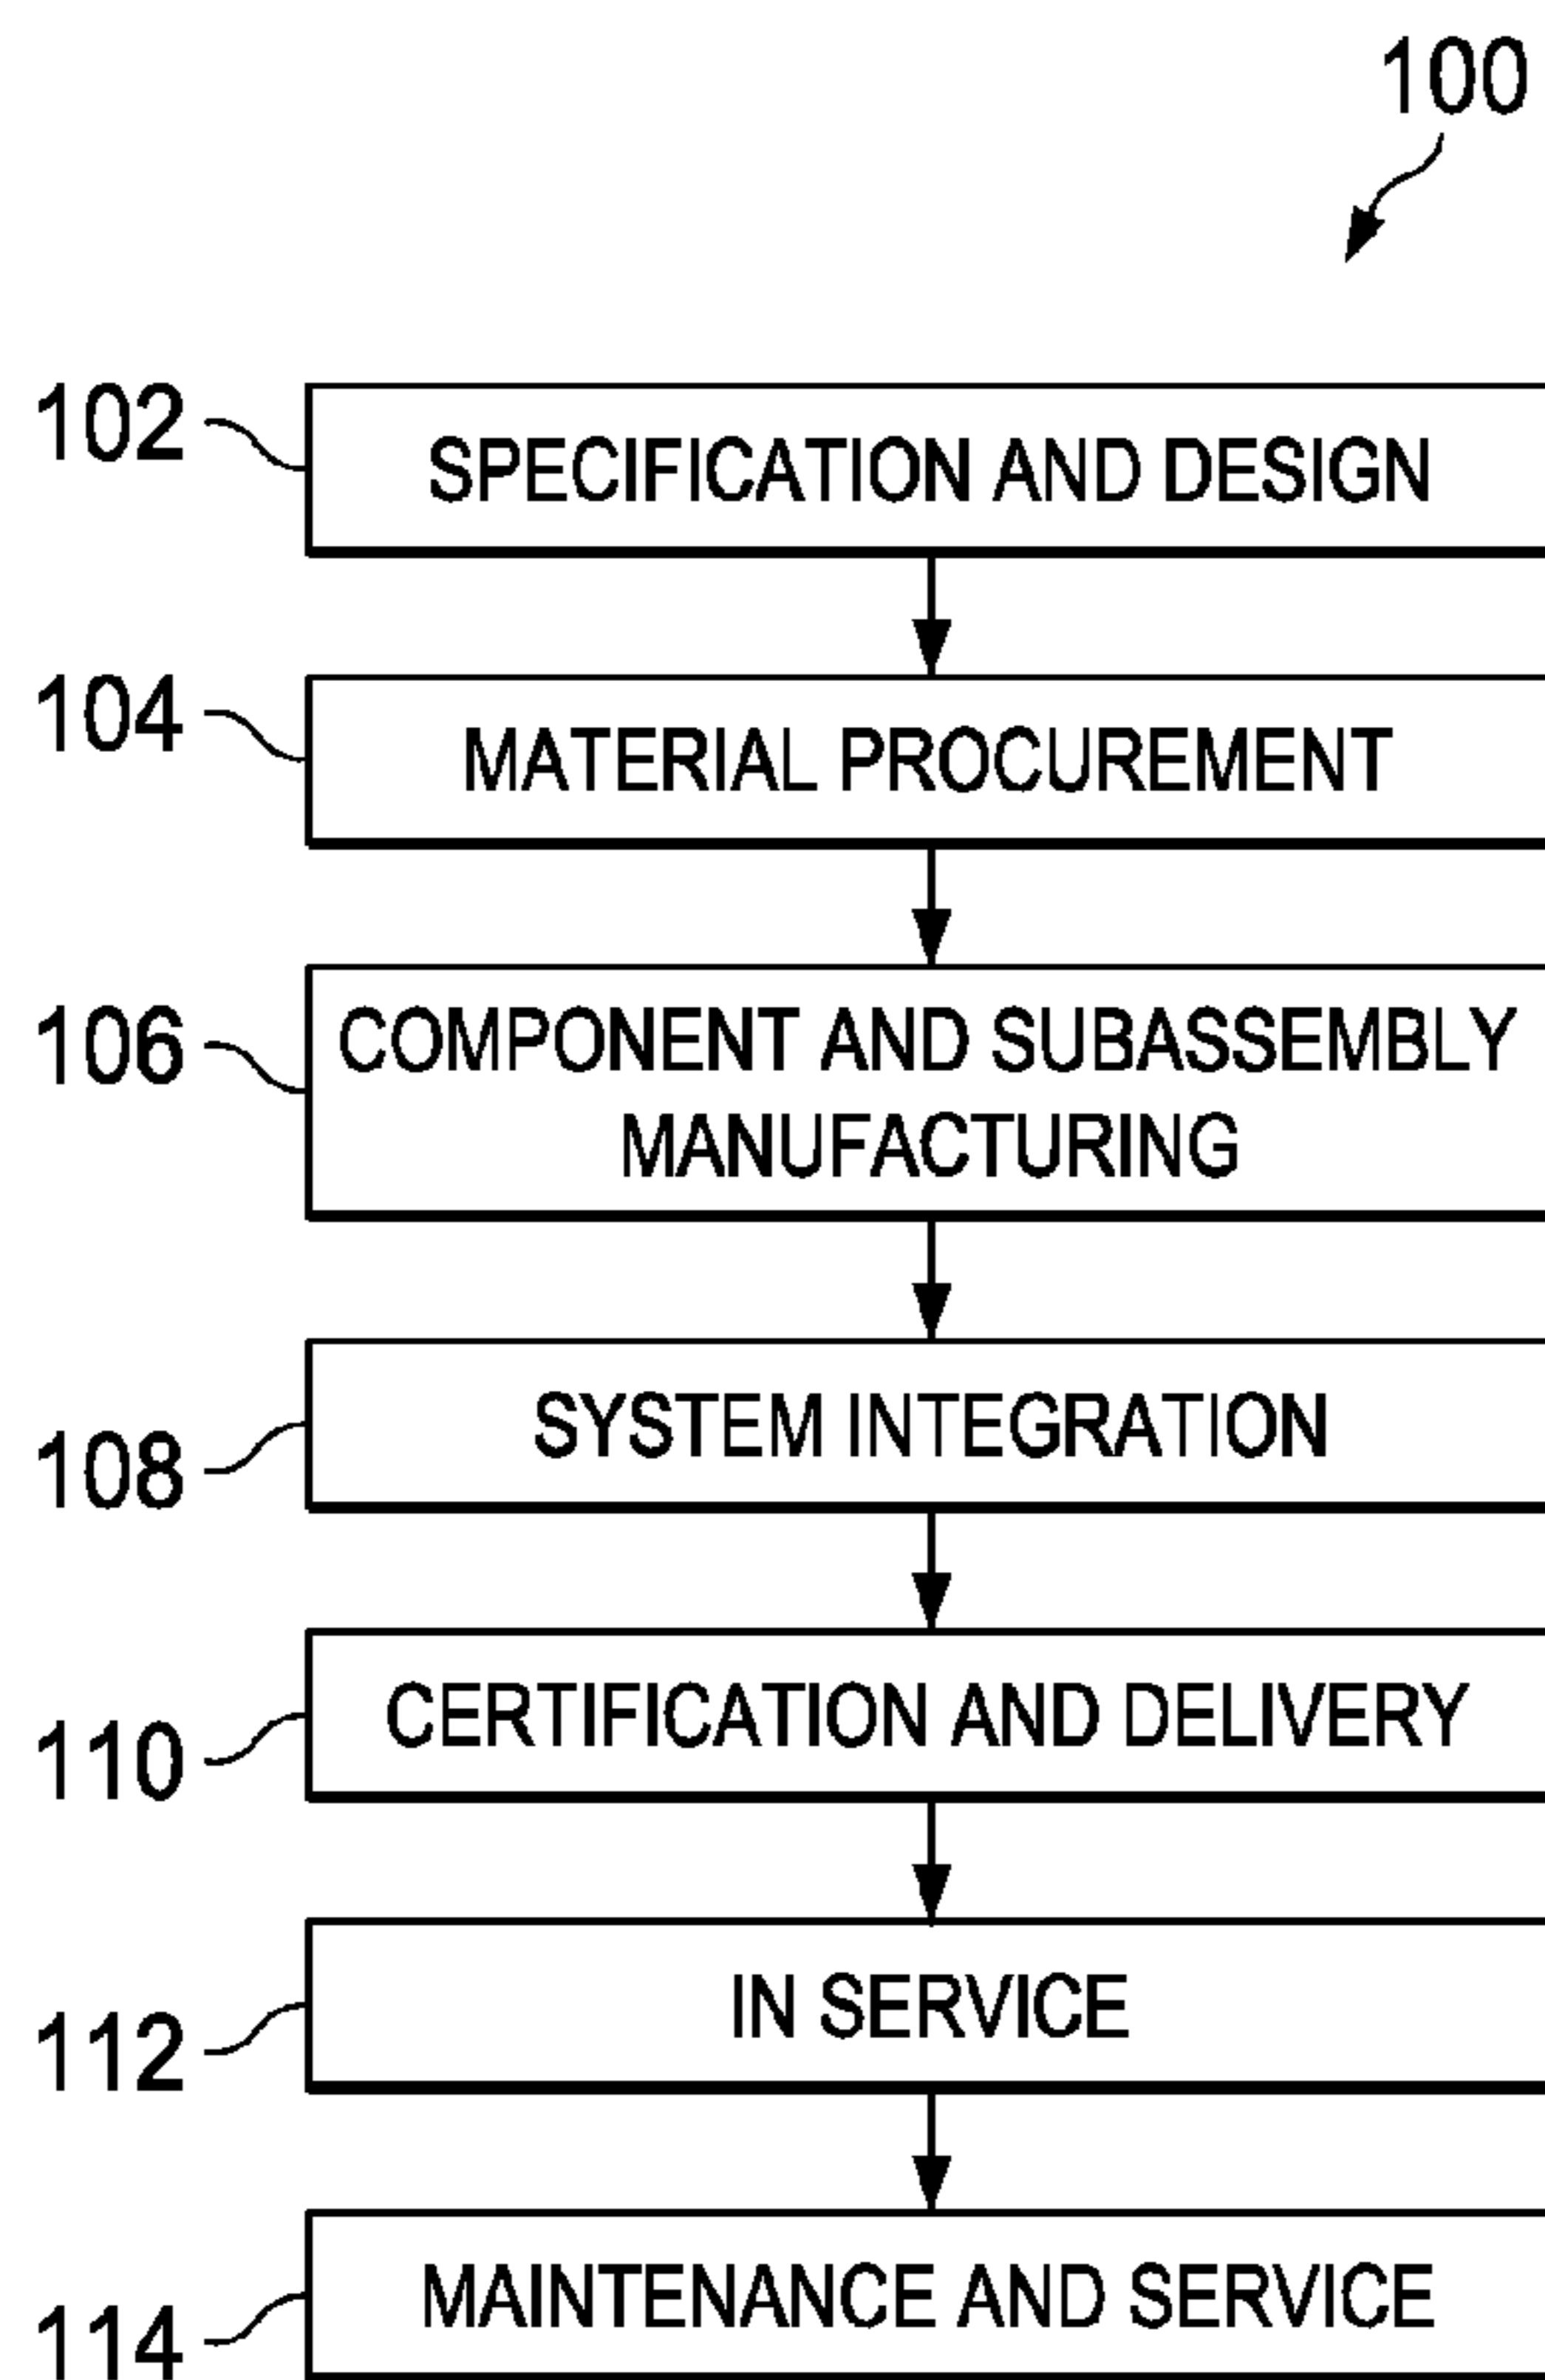 100
102
SPECIFICATION AND DESIGN
104
MATERIAL PROCUREMENT
106
COMPONENT AND SUBASSEMBLY
MANUFACTURING
108
SYSTEM INTEGRATION
110
CERTIFICATION AND DELIVERY
112
IN SERVICE
114
MAINTENANCE AND SERVICE